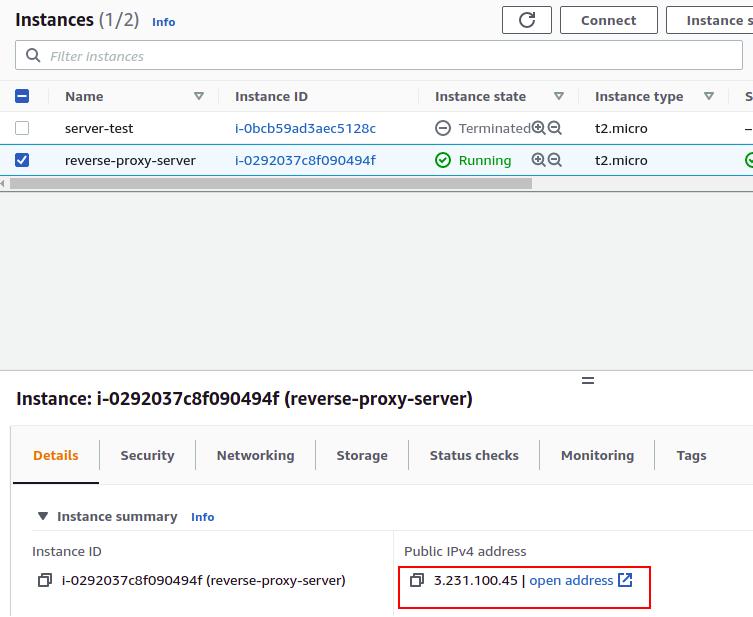 Instances (1/2) Info
Connect
Instance s
Filter instances
Name Instance ID Instance state Instance type S
server-test i-0bcb59ad3aec5128c Terminated t2.micro –
reverse-proxy-server i-0292037c8f090494f Running t2.micro
Instance: i-0292037c8f090494f (reverse-proxy-server)
Details Security Networking Storage Status checks Monitoring Tags
Instance summary Info
Instance ID Public IPv4 address
i-0292037c8f090494f (reverse-proxy-server) 3.231.100.45 | open address